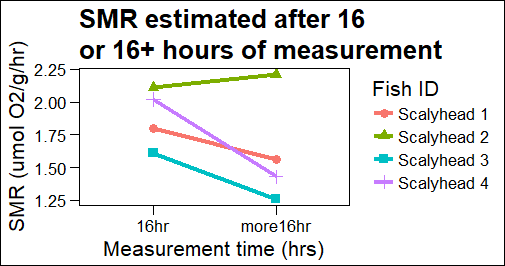 SMR estimated after 16
or 16+ hours of measurement
SMR (umol O2/g/hr)
2.25
2.00
1.75
1.50
1.25
16hr
more16hr
Measurement time (hrs)
Fish ID
Scalyhead 1
Scalyhead 2
Scalyhead 3
Scalyhead 4